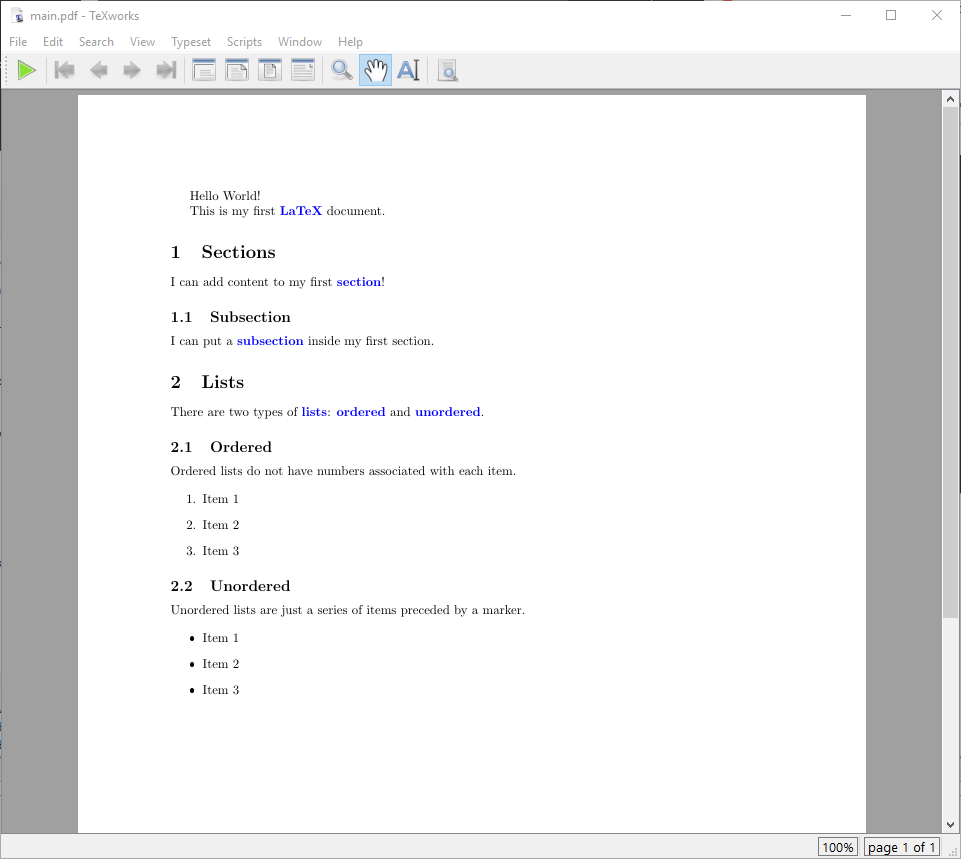 main.pdf - TeXworks
File Edit Search View Typeset Scripts Window Help
Hello World!
This is my first LaTeX document.
1 Sections
I can add content to my first section!
1.1 Subsection
I can put a subsection inside my first section.
2 Lists
There are two types of lists: ordered and unordered.
2.1 Ordered
Ordered lists do not have numbers associated with each item.
1. Item 1
2. Item 2
3. Item 3
2.2 Unordered
Unordered lists are just a series of items preceded by a marker.
• Item 1
• Item 2
• Item 3
100% page 1 of 1